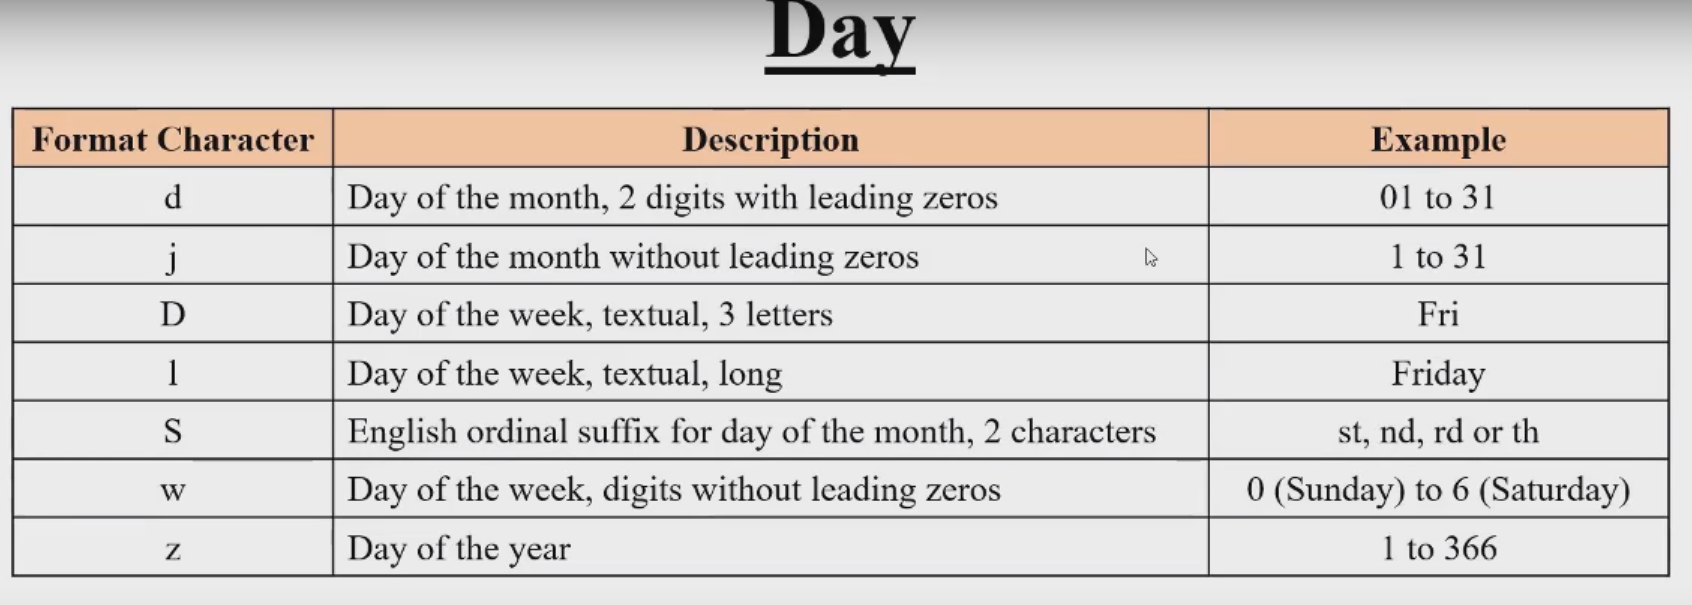 Day
Format Character Description Example
d Day of the month, 2 digits with leading zeros 01 to 31
j Day of the month without leading zeros 1 to 31
D Day of the week, textual, 3 letters Fri
l Day of the week, textual, long Friday
S English ordinal suffix for day of the month, 2 characters st, nd, rd or th
w Day of the week, digits without leading zeros 0 (Sunday) to 6 (Saturday)
z Day of the year 1 to 366